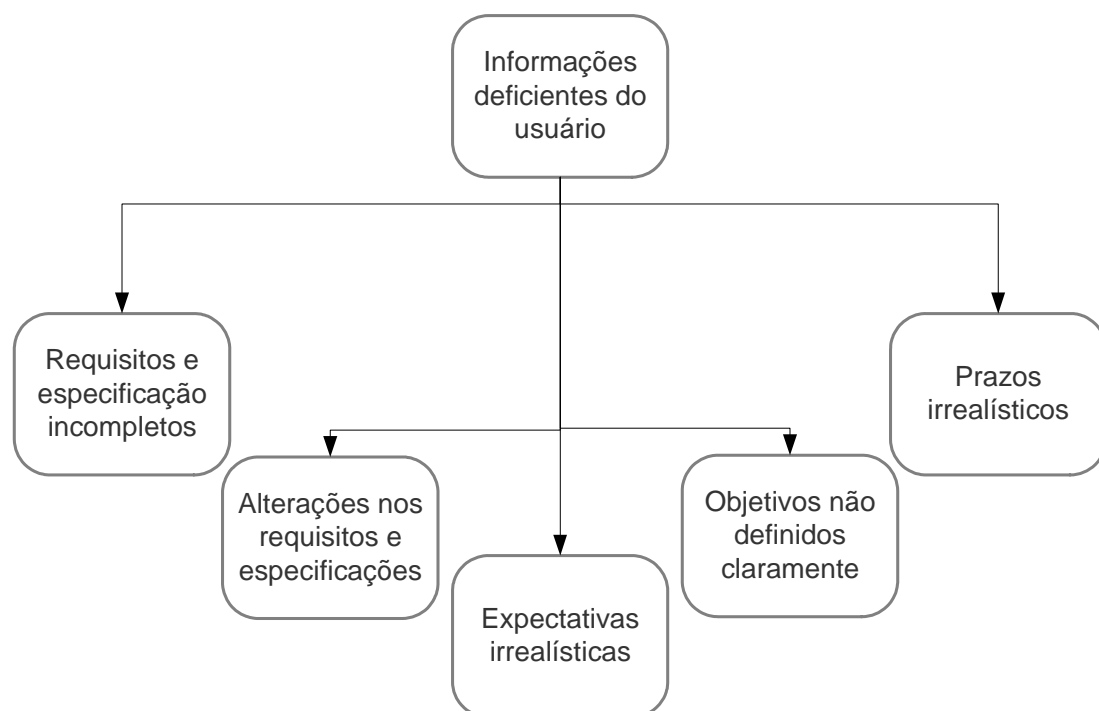 Informações
deficientes do
usuário
Requisitos e
especificação
incompletos
Prazos
irrealísticos
Alterações nos
requisitos e
especificações
Objetivos não
definidos
claramente
Expectativas
irrealísticas